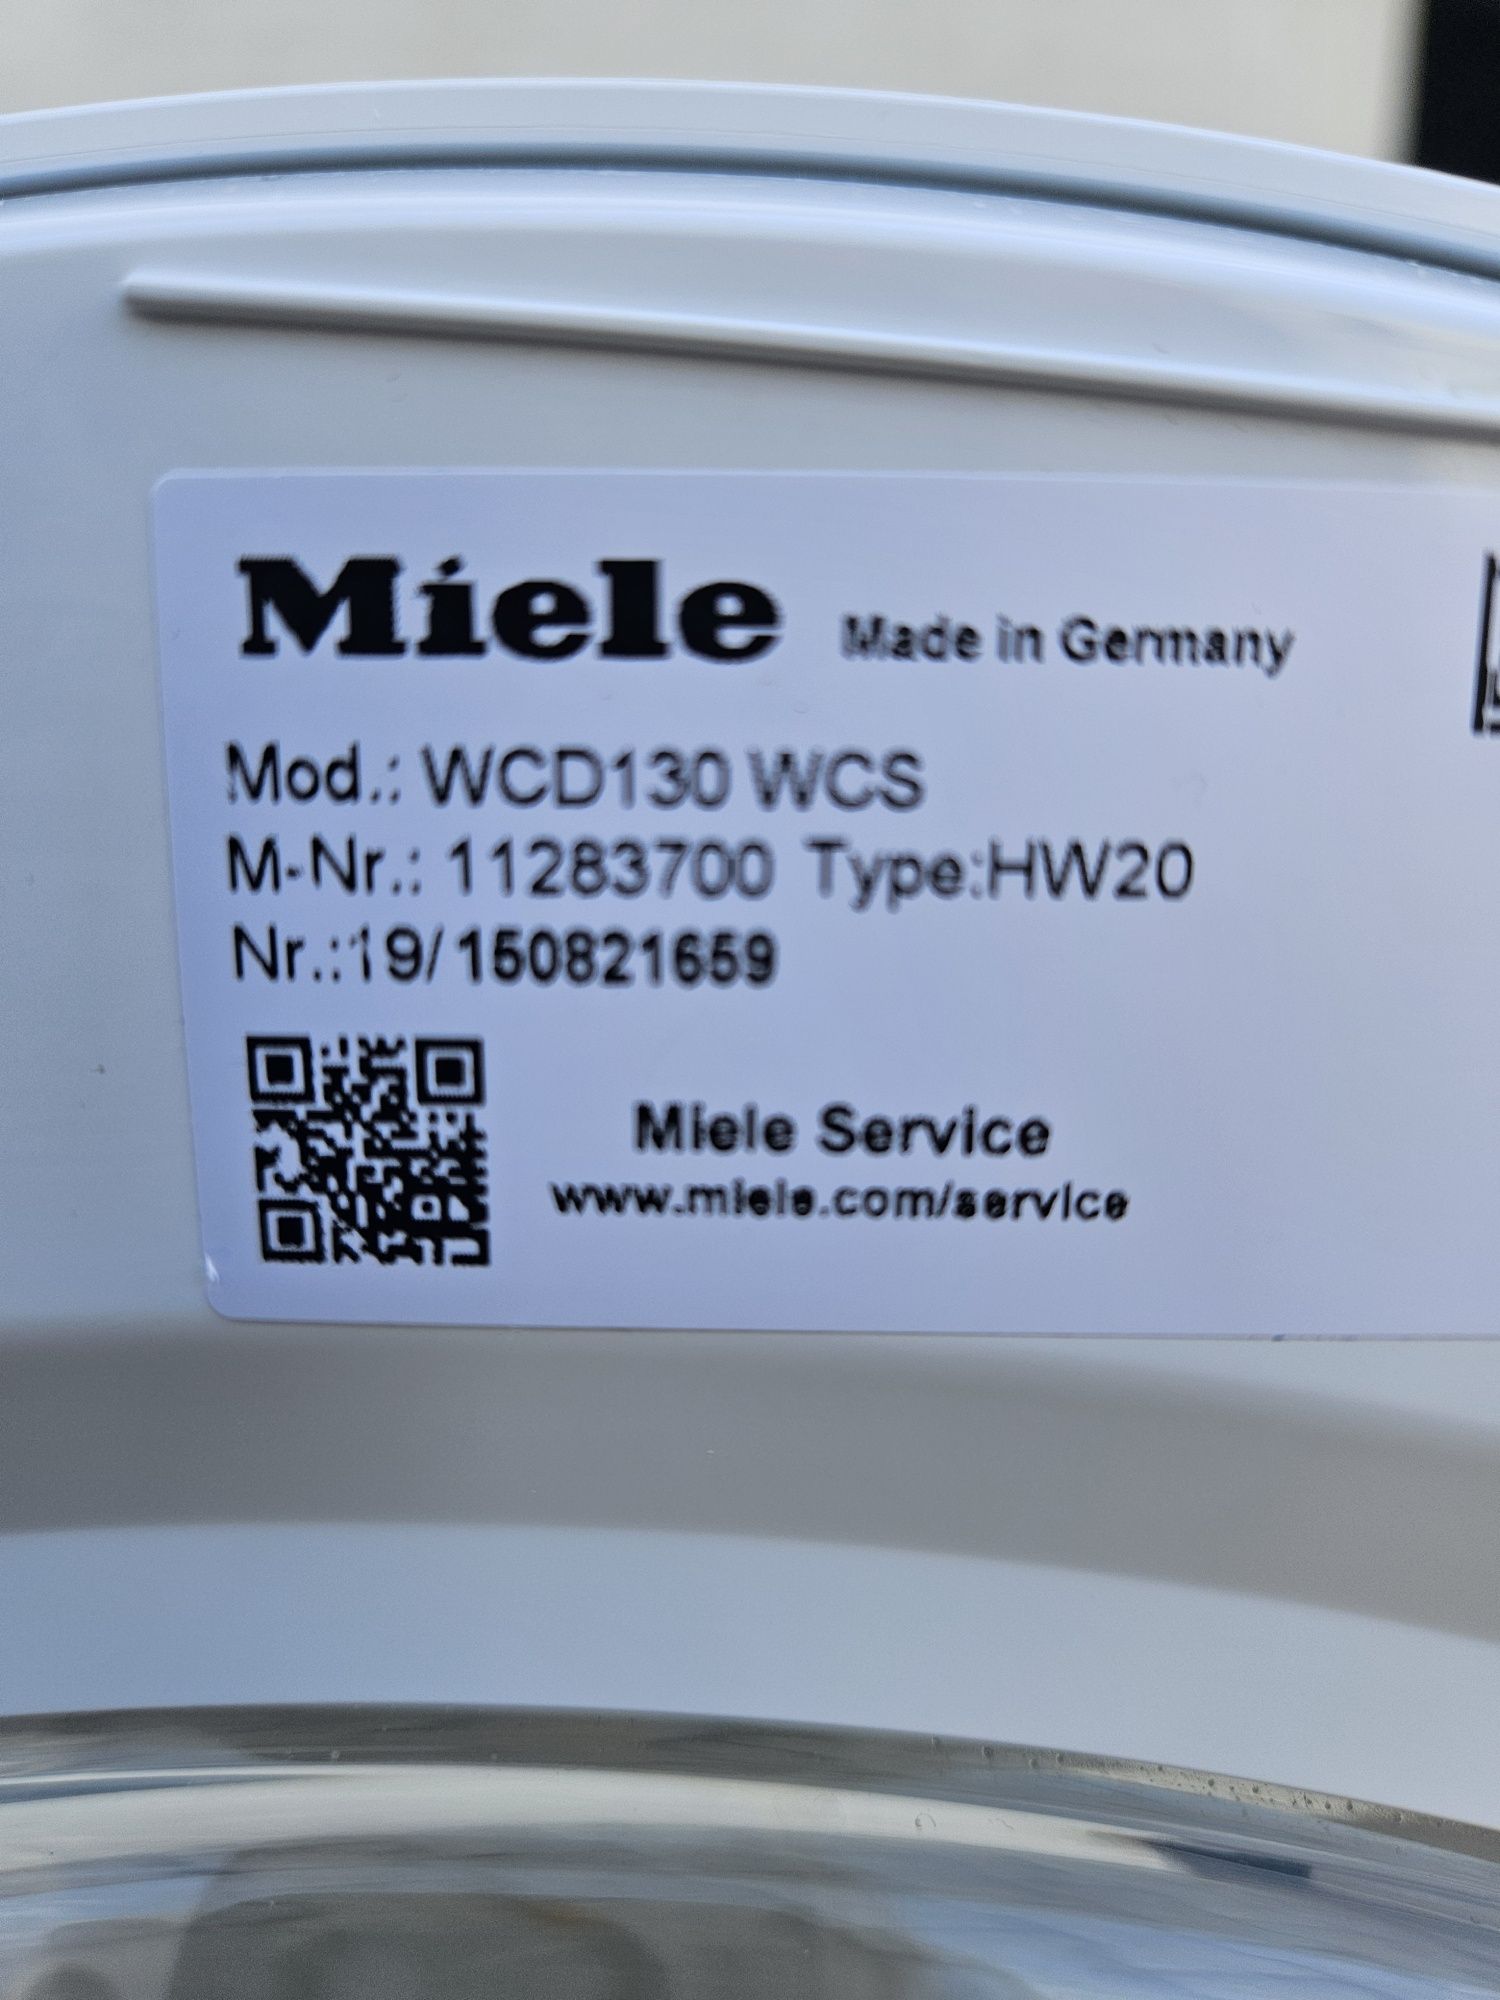 Miele Made in Germany
Mod.: WCD130 WCS
M-Nr.: 11283700 Type:HW20
Nr.:19/150821659
Miele Service
www.miele.com/service